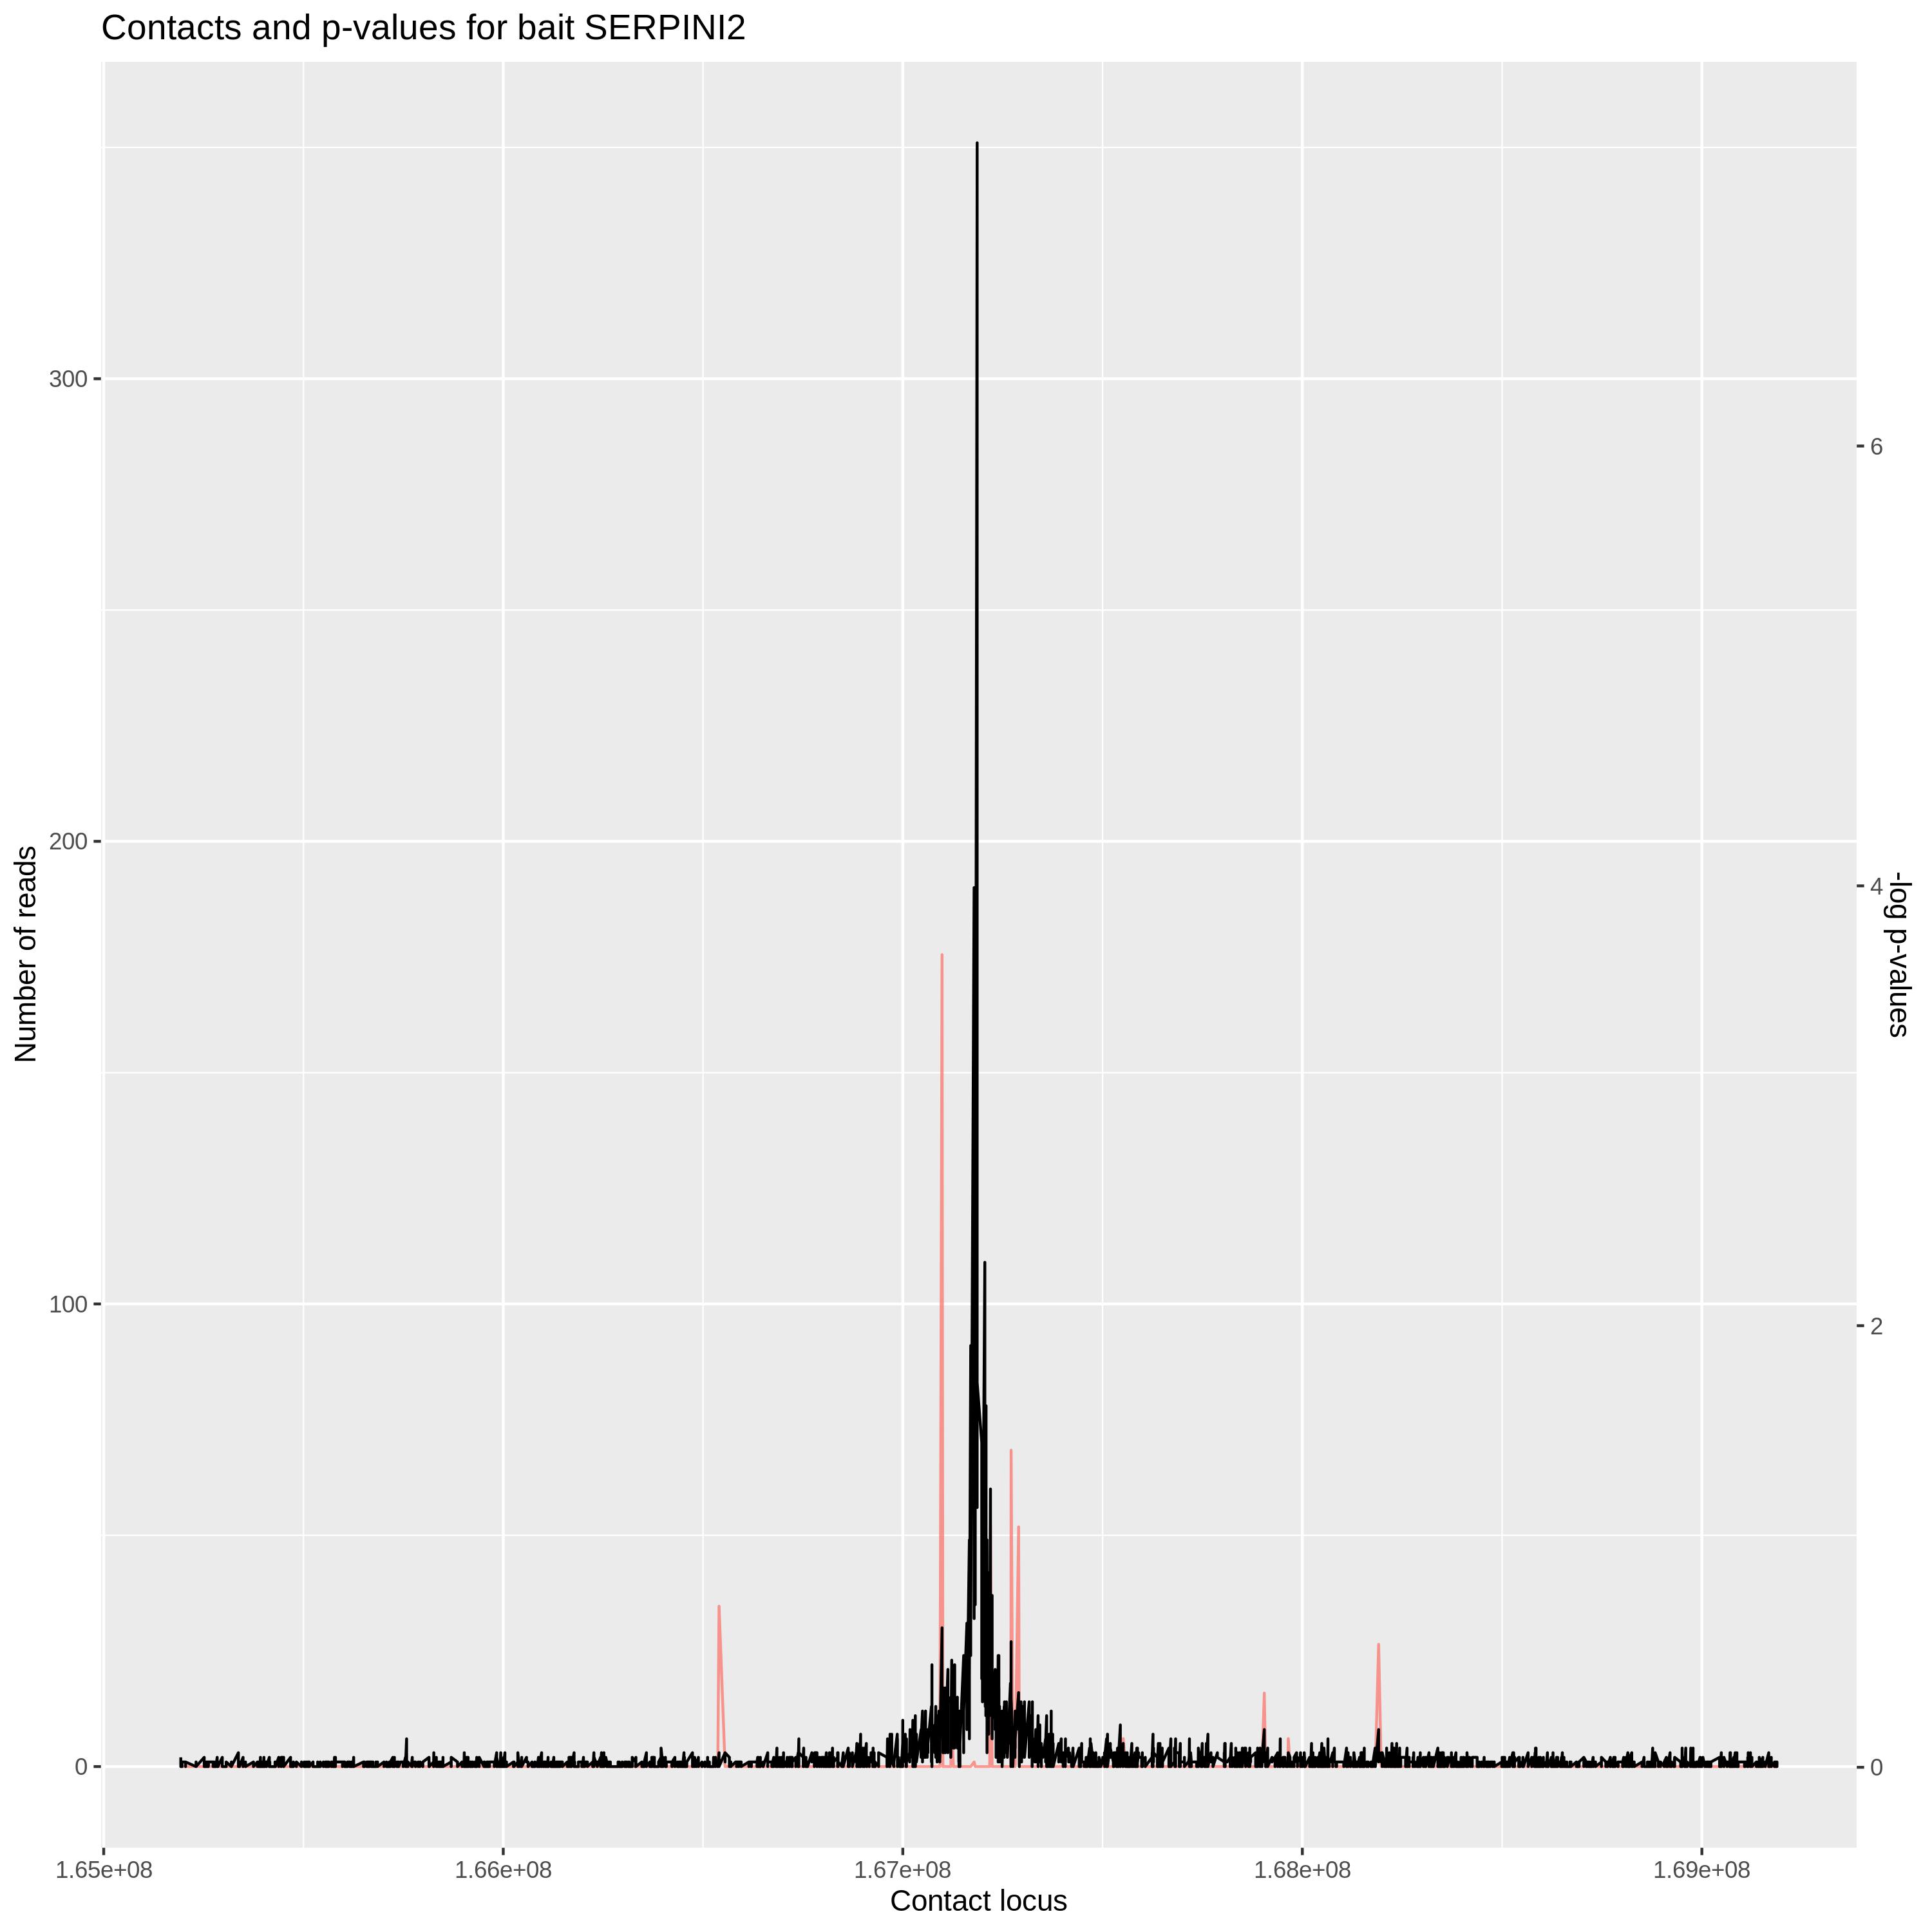 Contacts and p-values for bait SERPINI2
300
200
100
0
Number of reads
6
4
2
0
-log p-values
1.65e+08
1.66e+08
1.67e+08
1.68e+08
1.69e+08
Contact locus